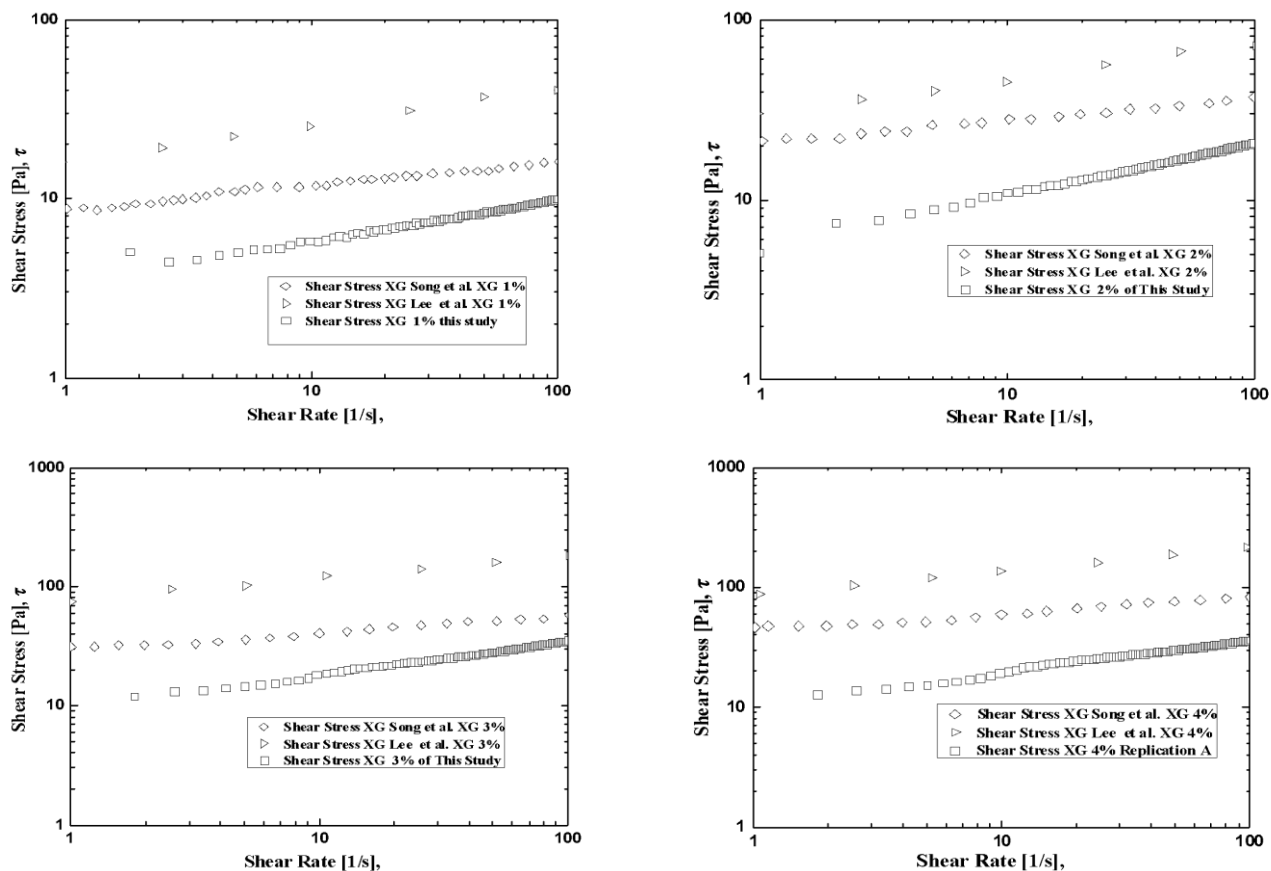 100
10
1
Shear Stress [Pa], τ
Shear Stress XG Song et al. XG 1%
Shear Stress XG Lee et al. XG 1%
Shear Stress XG 1% this study
1
10
100
Shear Rate [1/s],
100
10
1
Shear Stress [Pa], τ
Shear Stress XG Song et al. XG 2%
Shear Stress XG Lee et al. XG 2%
Shear Stress XG 2% of This Study
1
10
100
Shear Rate [1/s],
1000
100
10
1
Shear Stress [Pa], τ
Shear Stress XG Song et al. XG 3%
Shear Stress XG Lee et al. XG 3%
Shear Stress XG 3% of This Study
1
10
100
Shear Rate [1/s],
1000
100
10
1
Shear Stress [Pa], τ
Shear Stress XG Song et al. XG 4%
Shear Stress XG Lee et al. XG 4%
Shear Stress XG 4% Replication A
1
10
100
Shear Rate [1/s],